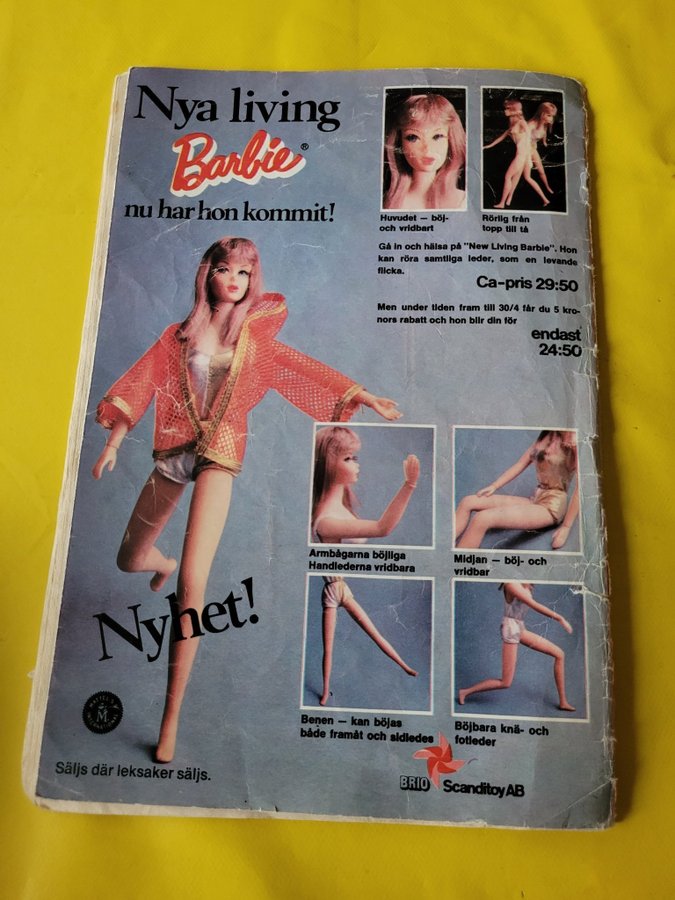 Nya living
Barbie®
nu har hon kommit!
Huvudet — böj-
och vridbart
Rörlig från
topp till tå
Gå in och hälsa på "New Living Barbie". Hon
kan röra samtliga leder, som en levande
flicka.
Ca-pris 29:50
Men under tiden fram till 30/4 får du 5 kro-
nors rabatt och hon blir din för
endast
24:50
Armbågarna böjliga
Handlederna vridbara
Midjan — böj- och
vridbar
Nyhet!
Benen — kan böjas
både framåt och sidledes
Böjbara knä- och
fotleder
M
Säljs där leksaker säljs.
BRIO Scanditoy AB